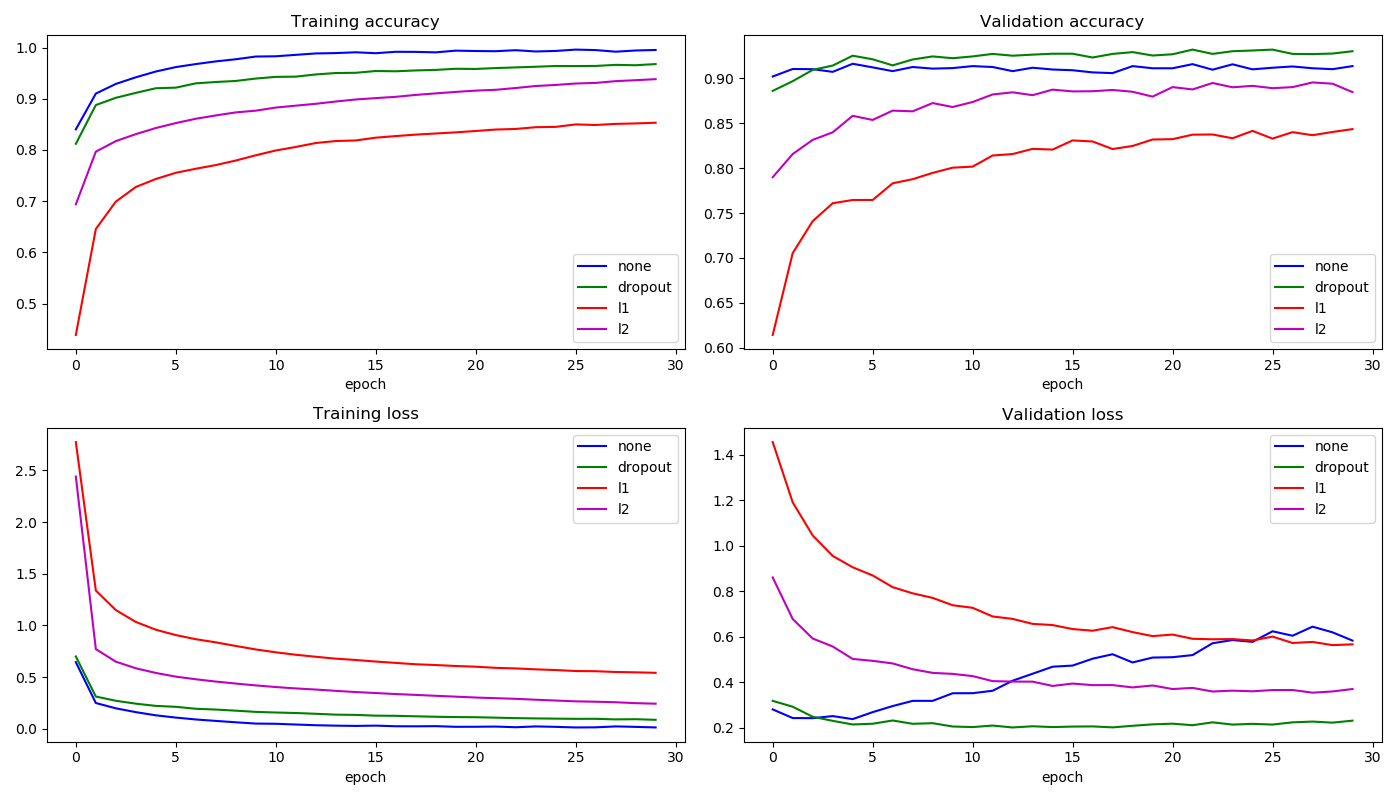 Training accuracy
1.0
0.9
0.8
0.7
0.6
0.5
none
dropout
l1
l2
0 5 10 15 20 25 30
epoch
Validation accuracy
0.90
0.85
0.80
0.75
0.70
0.65
0.60
none
dropout
l1
l2
0 5 10 15 20 25 30
epoch
Training loss
2.5
2.0
1.5
1.0
0.5
0.0
none
dropout
l1
l2
0 5 10 15 20 25 30
epoch
Validation loss
1.4
1.2
1.0
0.8
0.6
0.4
0.2
none
dropout
l1
l2
0 5 10 15 20 25 30
epoch